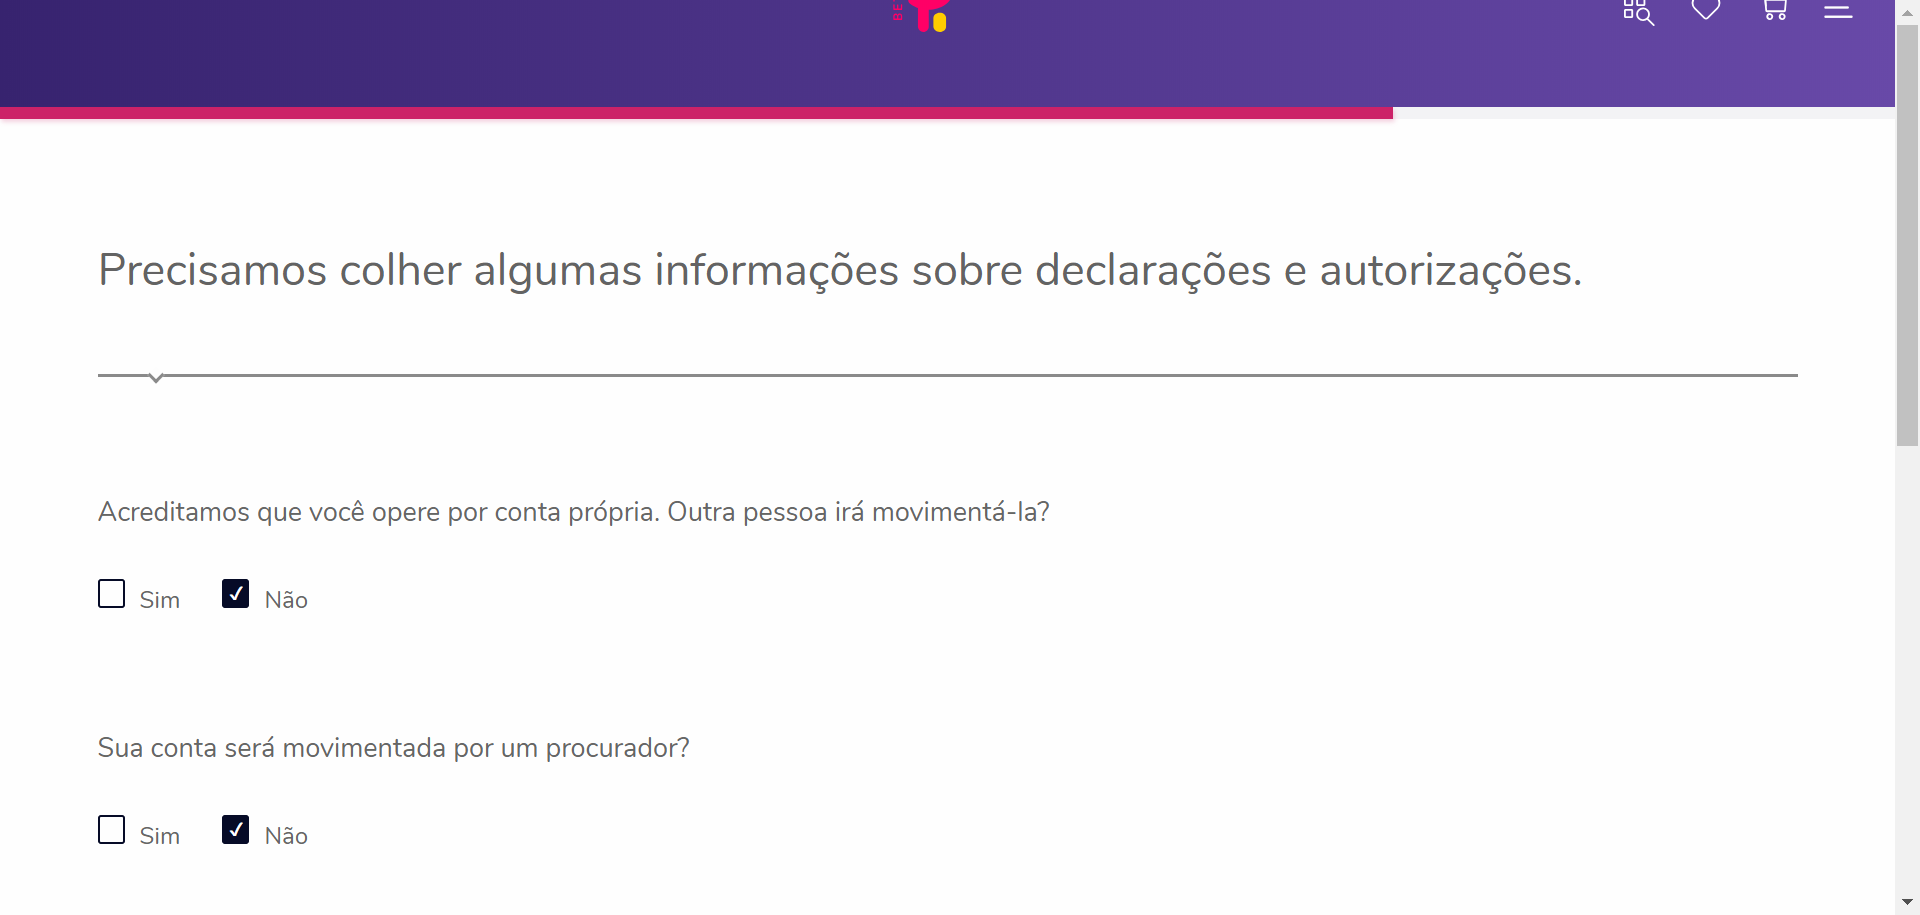 Precisamos colher algumas informações sobre declarações e autorizações.
Acreditamos que você opere por conta própria. Outra pessoa irá movimentá-la?
Sim Não
Sua conta será movimentada por um procurador?
Sim Não